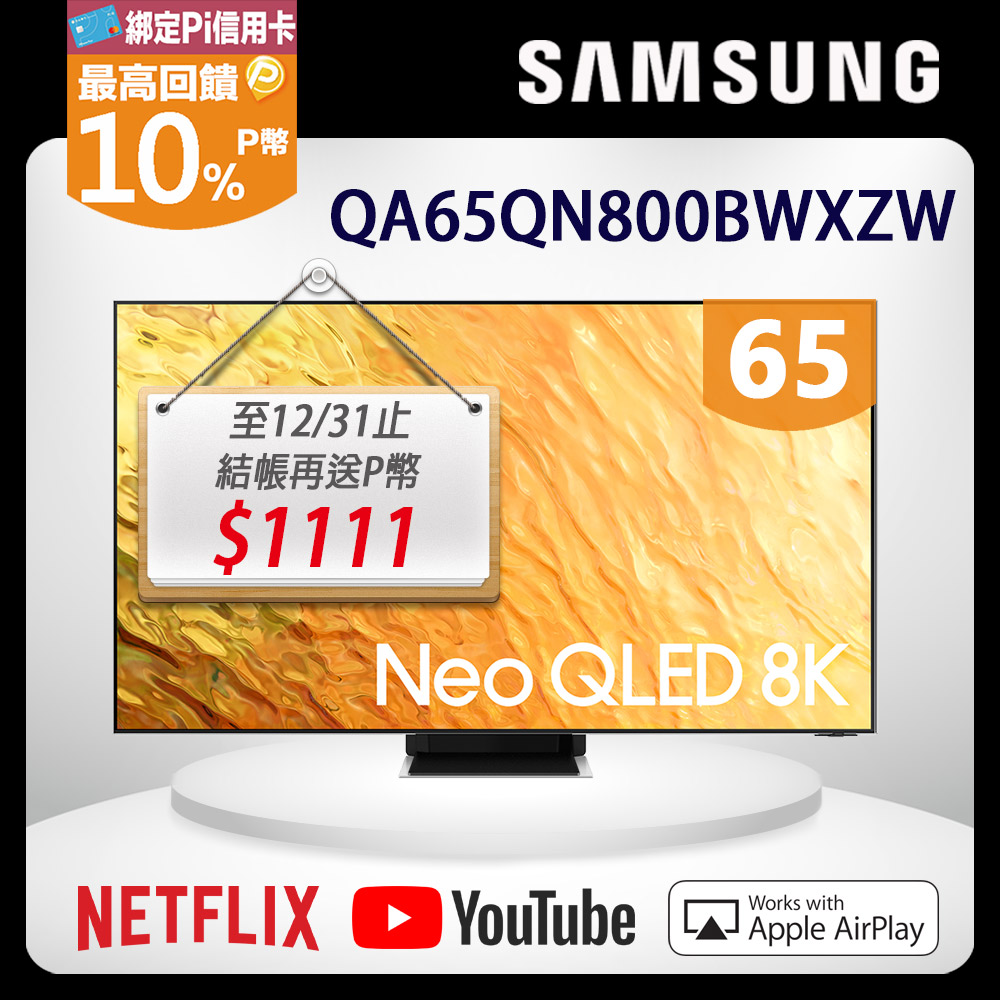 綁定Pi信用卡
最高回饋 P
10% P幣
SAMSUNG
QA65QN800BWXZW
65
至12/31止
結帳再送P幣
$1111
Neo QLED 8K
NETFLIX
YouTube
Works with
Apple AirPlay